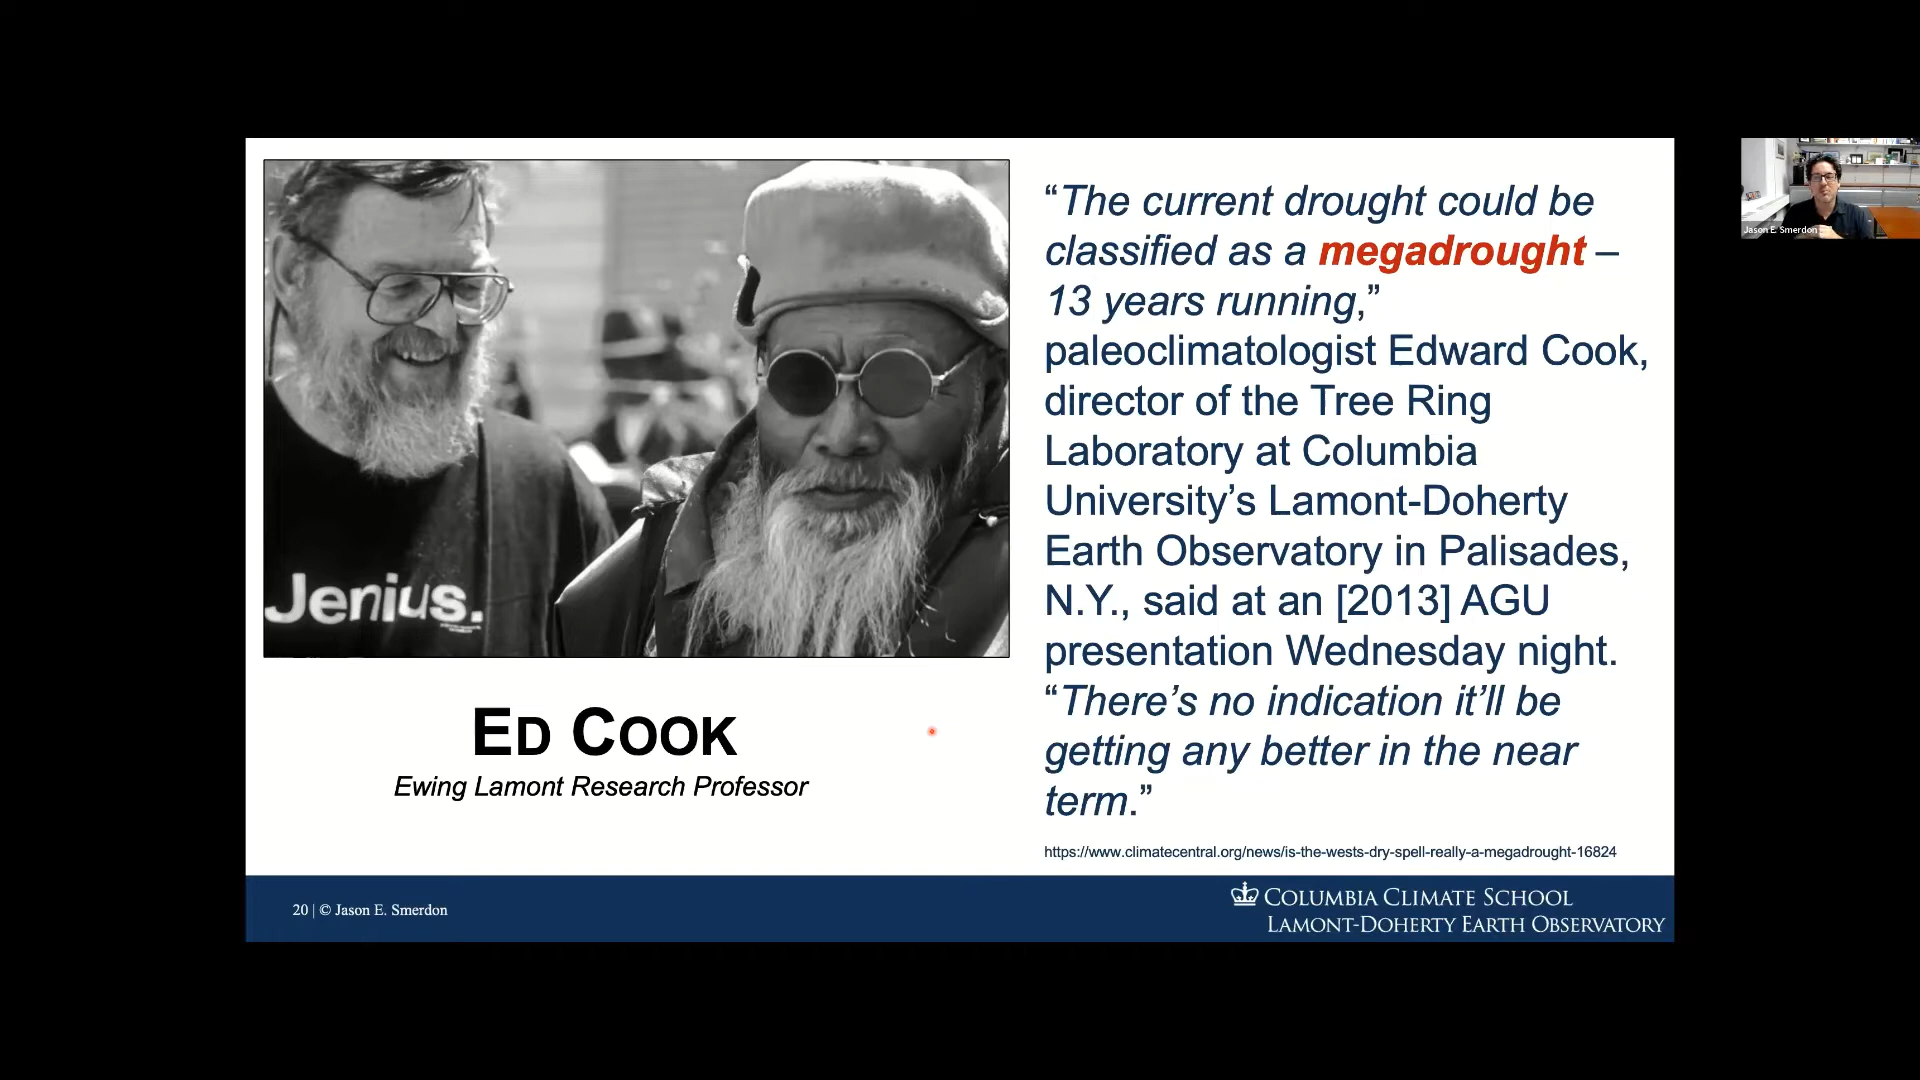 “The current drought could be
classified as a megadrought –
13 years running,”
paleoclimatologist Edward Cook,
director of the Tree Ring
Laboratory at Columbia
University’s Lamont-Doherty
Earth Observatory in Palisades,
N.Y., said at an [2013] AGU
presentation Wednesday night.
“There’s no indication it’ll be
getting any better in the near
term.”
https://www.climatecentral.org/news/is-the-wests-dry-spell-really-a-megadrought-16824
Jenius.
ED COOK
Ewing Lamont Research Professor
20 | © Jason E. Smerdon
COLUMBIA CLIMATE SCHOOL
LAMONT-DOHERTY EARTH OBSERVATORY
Jason E. Smerdon